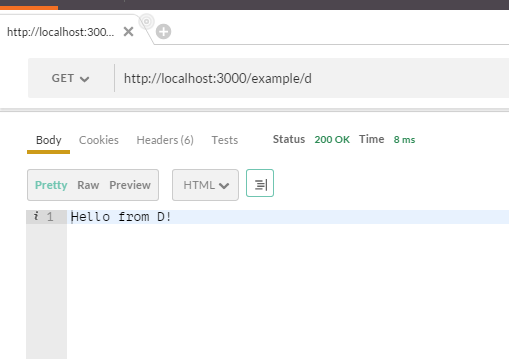 http://localhost:300...
GET http://localhost:3000/example/d
Body Cookies Headers (6) Tests Status 200 OK Time 8 ms
Pretty Raw Preview HTML
i 1 Hello from D!